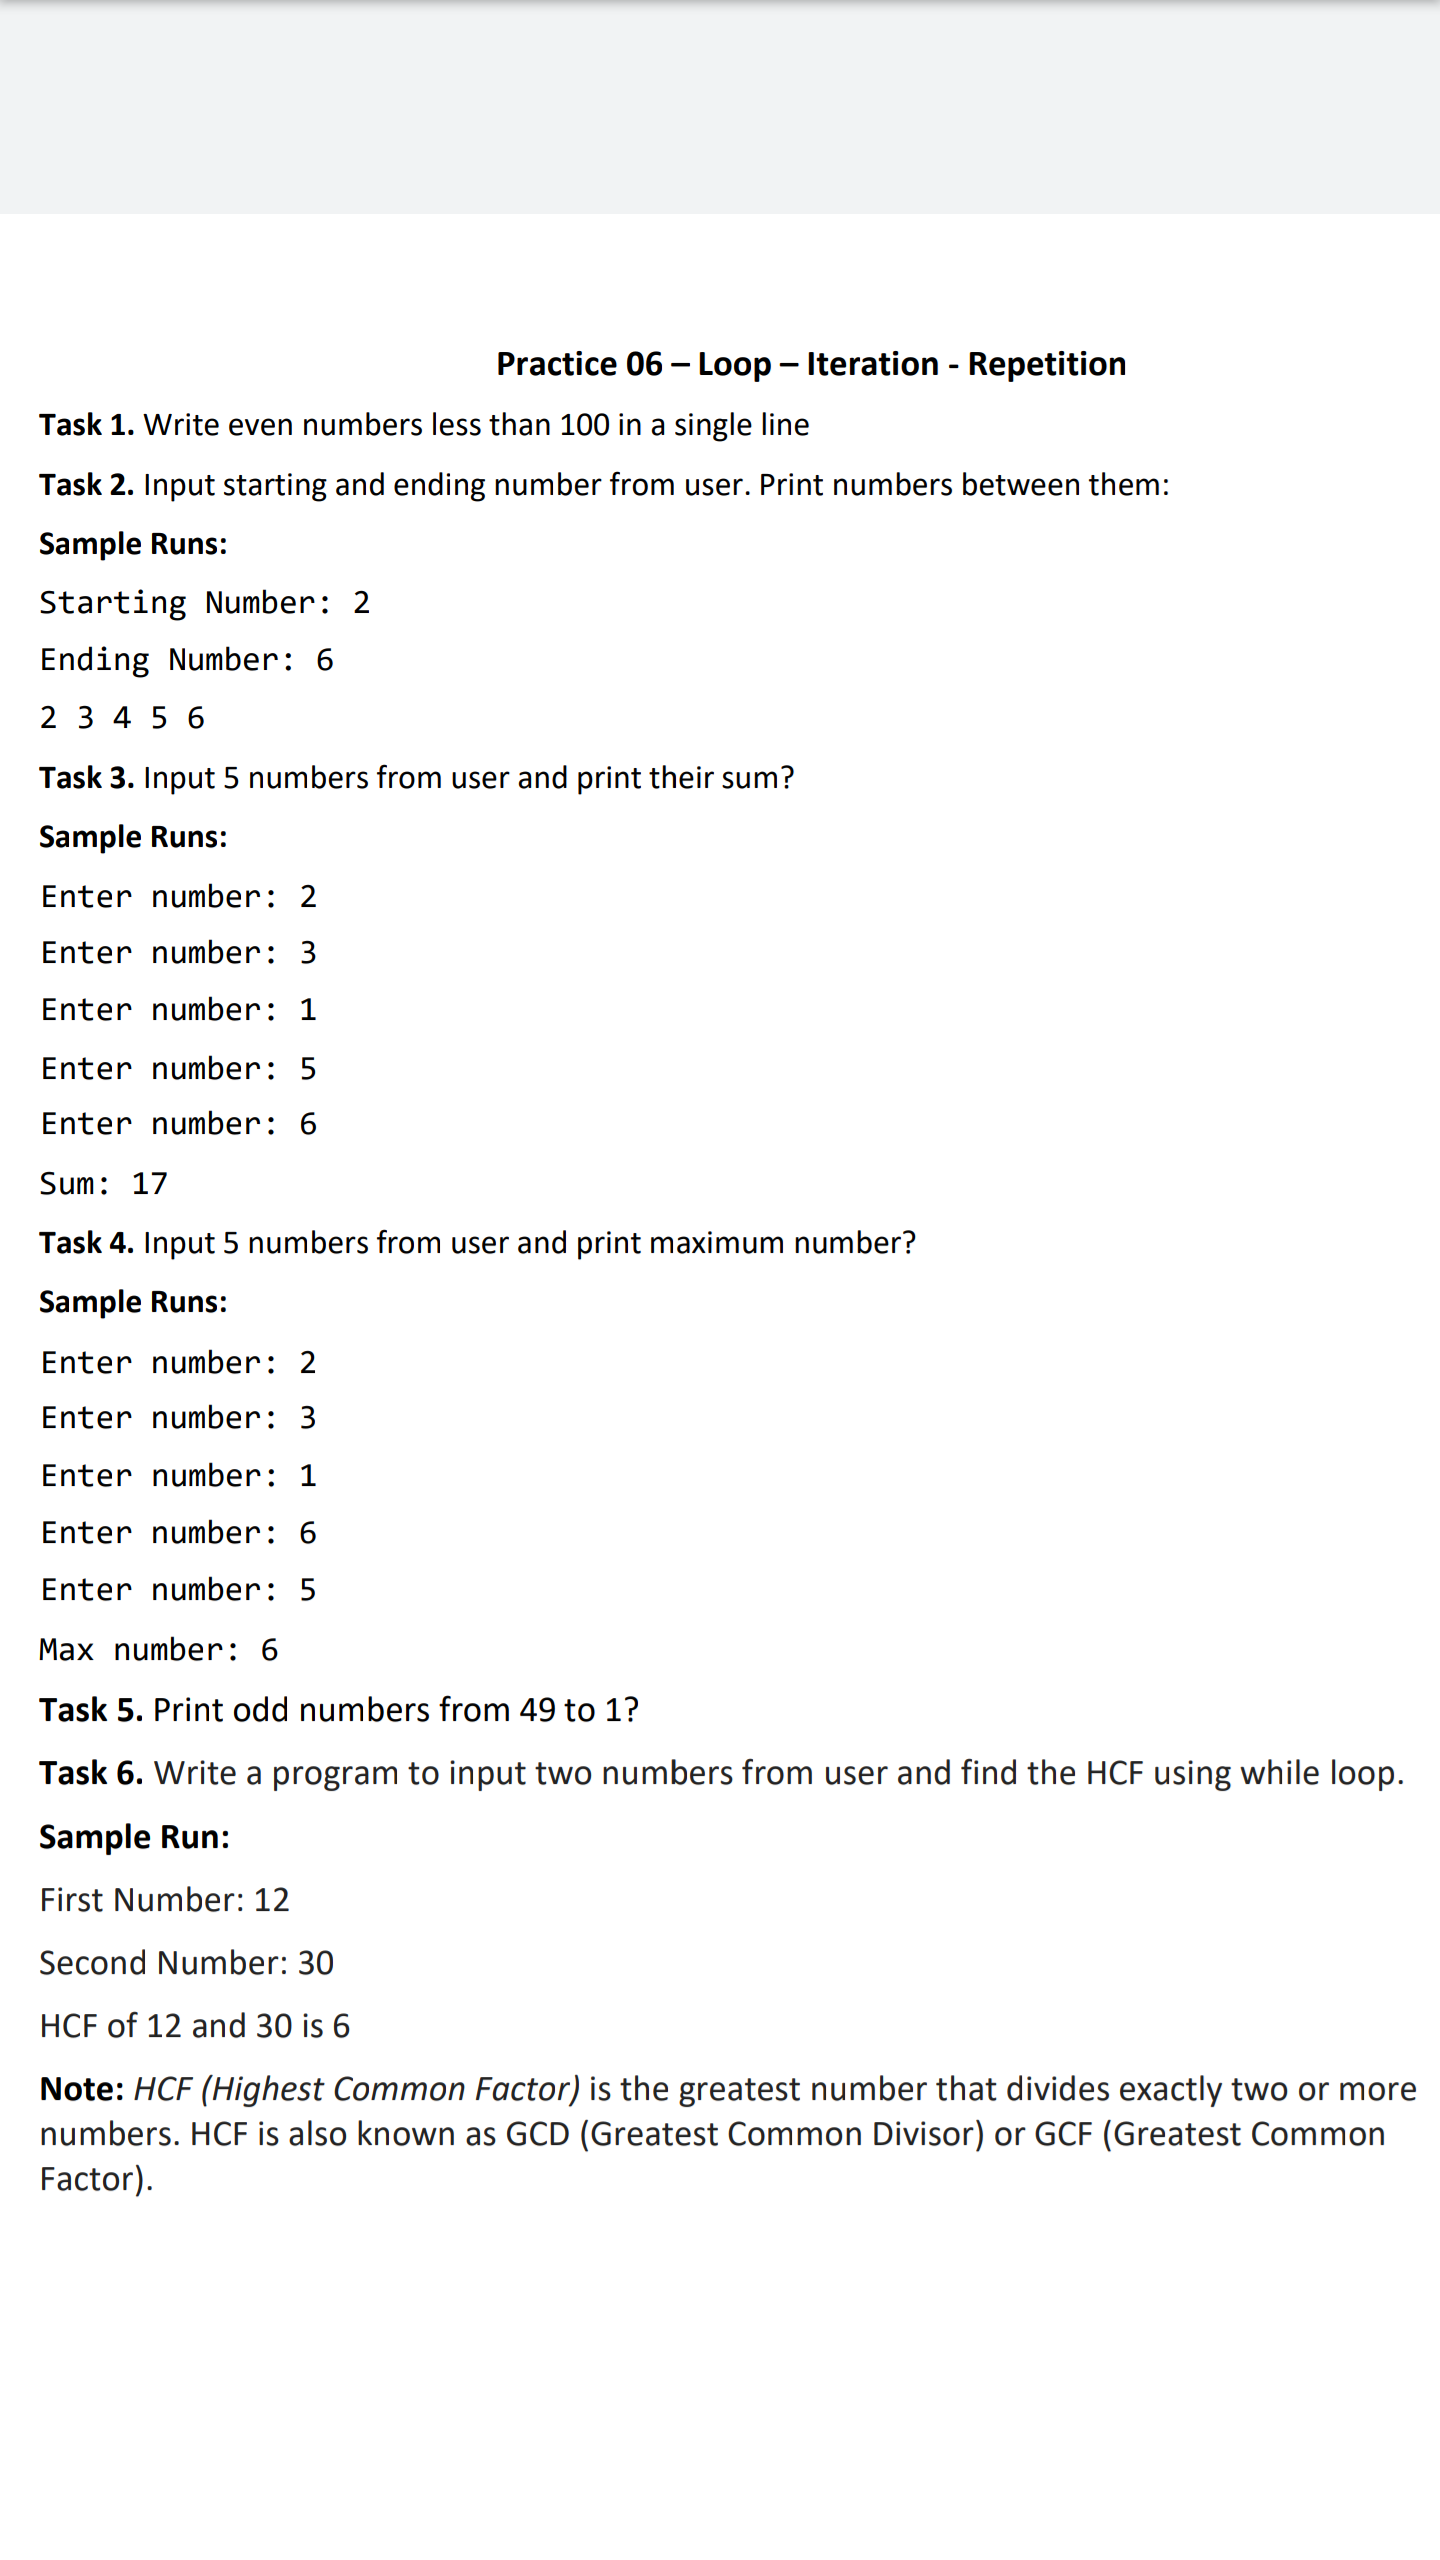 Practice 06 – Loop – Iteration - Repetition
Task 1. Write even numbers less than 100 in a single line
Task 2. Input starting and ending number from user. Print numbers between them:
Sample Runs:
Starting Number: 2
Ending Number: 6
2 3 4 5 6
Task 3. Input 5 numbers from user and print their sum?
Sample Runs:
Enter number: 2
Enter number: 3
Enter number: 1
Enter number: 5
Enter number: 6
Sum: 17
Task 4. Input 5 numbers from user and print maximum number?
Sample Runs:
Enter number: 2
Enter number: 3
Enter number: 1
Enter number: 6
Enter number: 5
Max number: 6
Task 5. Print odd numbers from 49 to 1?
Task 6. Write a program to input two numbers from user and find the HCF using while loop.
Sample Run:
First Number: 12
Second Number: 30
HCF of 12 and 30 is 6
Note: HCF (Highest Common Factor) is the greatest number that divides exactly two or more
numbers. HCF is also known as GCD (Greatest Common Divisor) or GCF (Greatest Common
Factor).